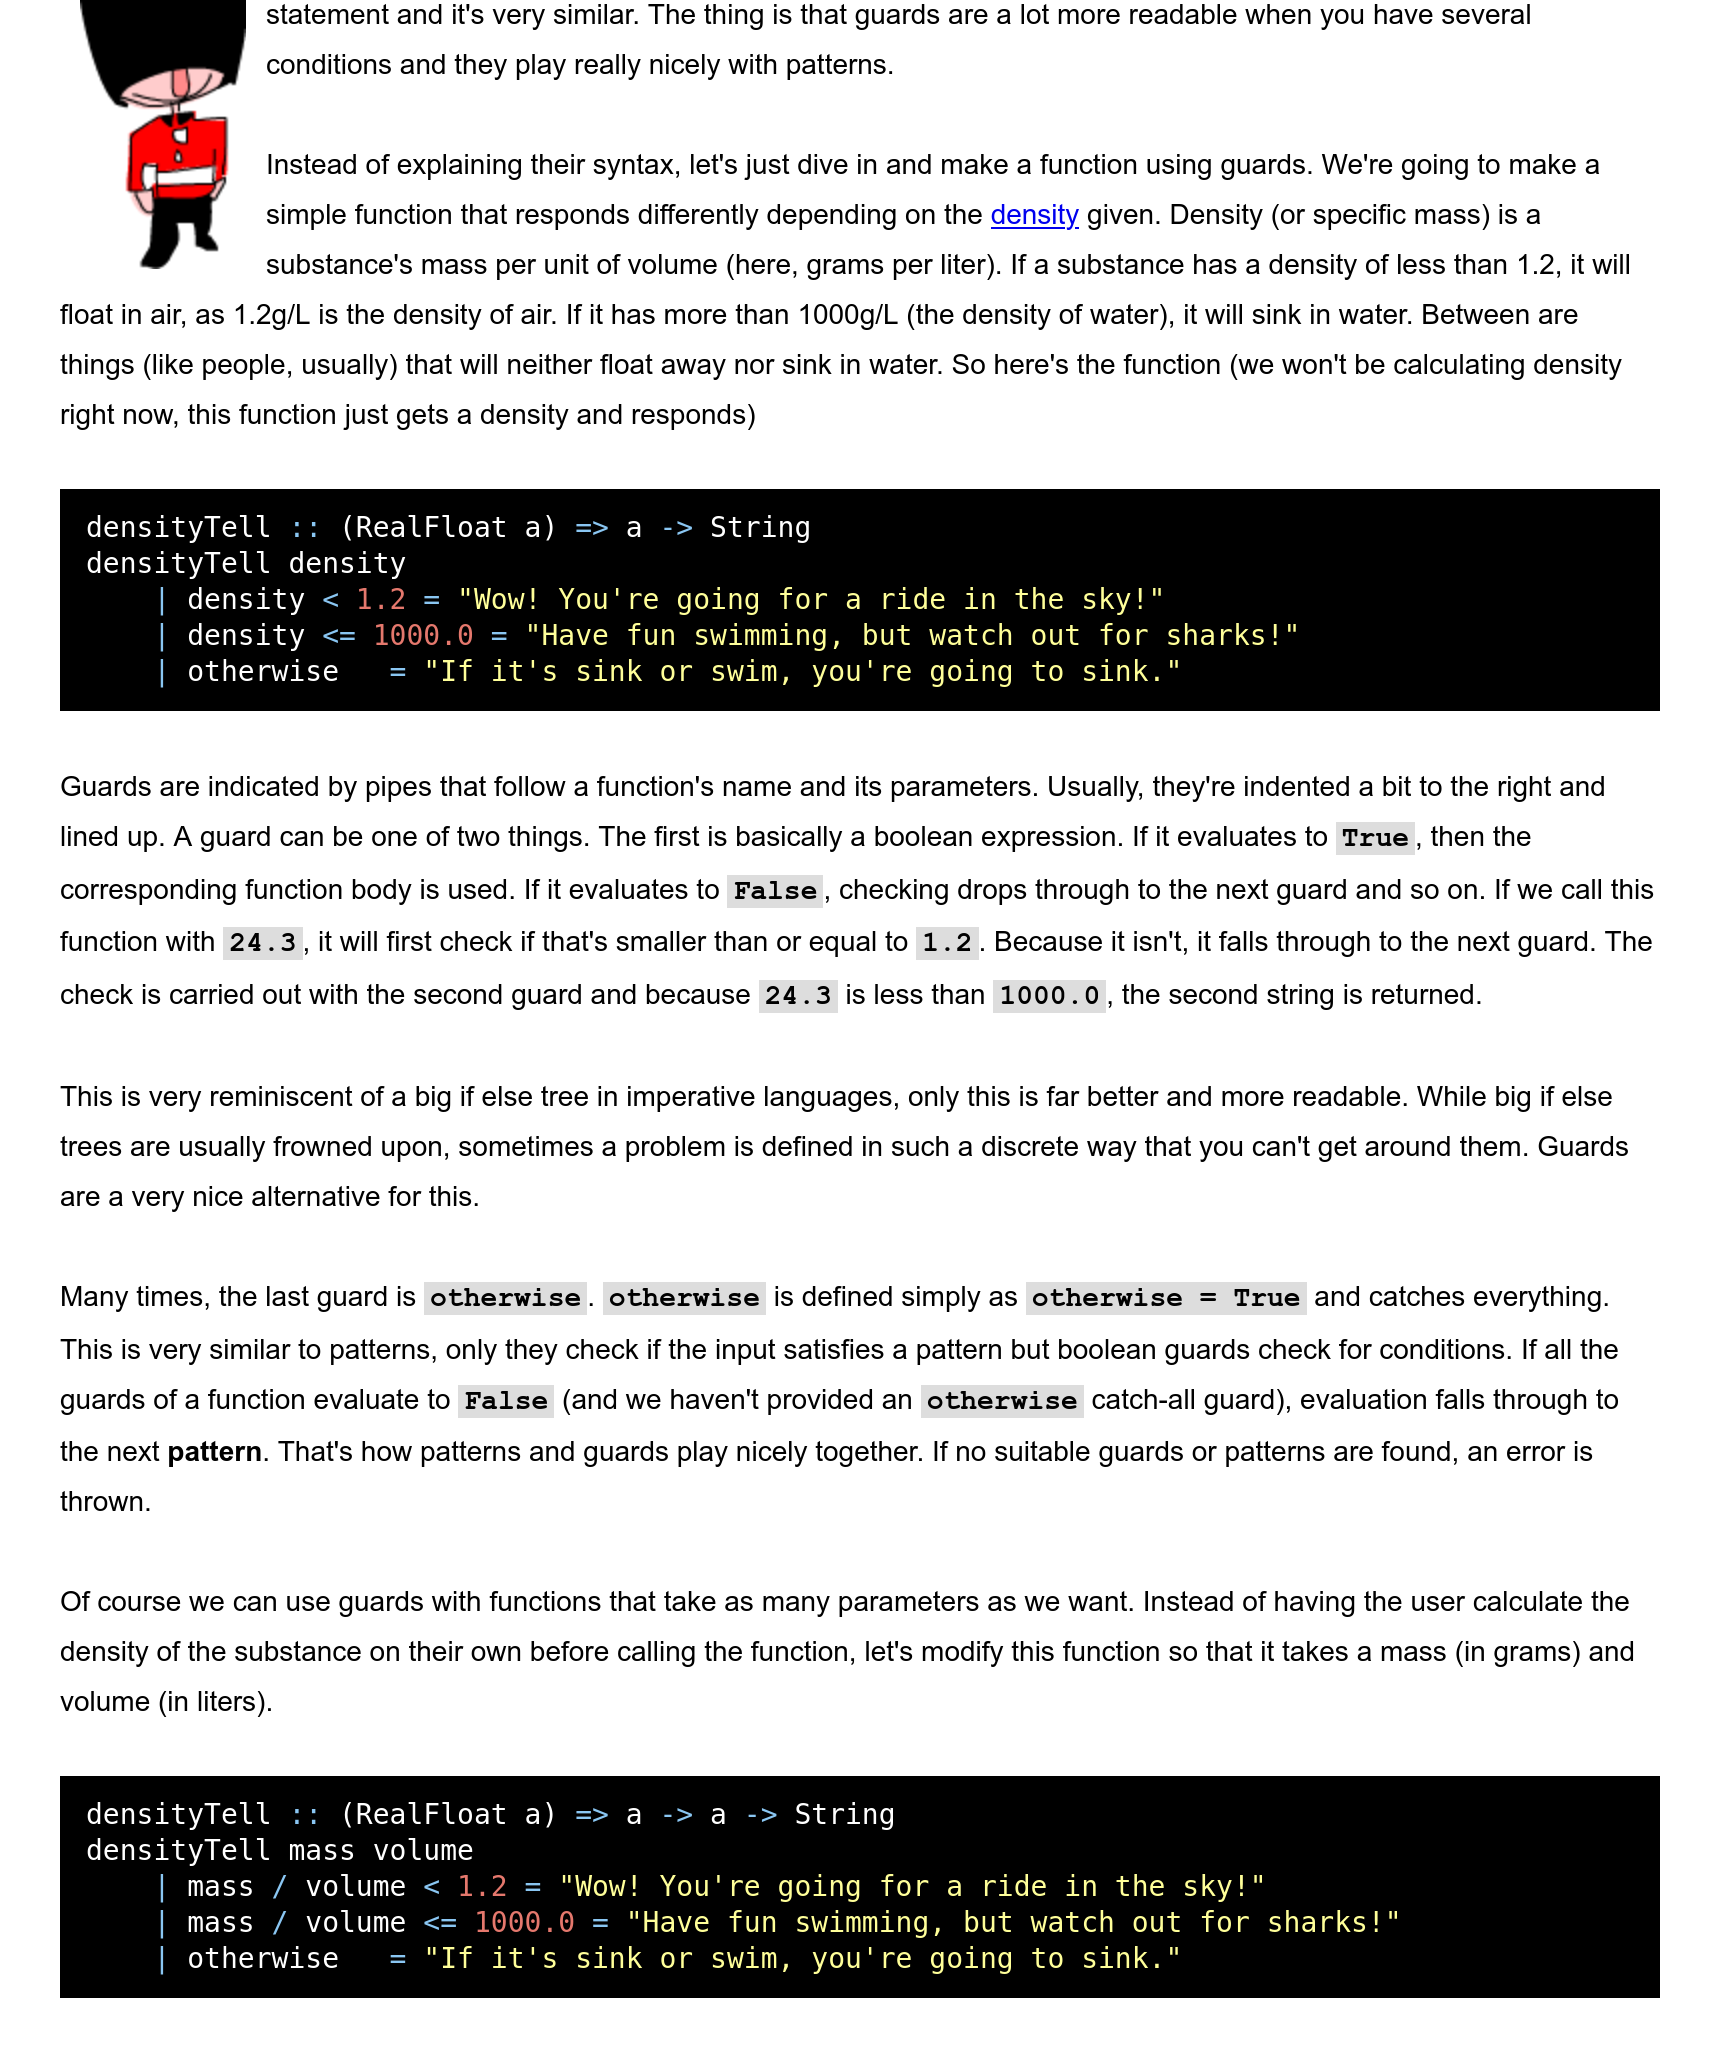 statement and it's very similar. The thing is that guards are a lot more readable when you have several
conditions and they play really nicely with patterns.
Instead of explaining their syntax, let's just dive in and make a function using guards. We're going to make a
simple function that responds differently depending on the density given. Density (or specific mass) is a
substance's mass per unit of volume (here, grams per liter). If a substance has a density of less than 1.2, it will
float in air, as 1.2g/L is the density of air. If it has more than 1000g/L (the density of water), it will sink in water. Between are
things (like people, usually) that will neither float away nor sink in water. So here's the function (we won't be calculating density
right now, this function just gets a density and responds)
densityTell :: (RealFloat a) => a -> String
densityTell density
    | density < 1.2 = "Wow! You're going for a ride in the sky!"
    | density <= 1000.0 = "Have fun swimming, but watch out for sharks!"
    | otherwise   = "If it's sink or swim, you're going to sink."
Guards are indicated by pipes that follow a function's name and its parameters. Usually, they're indented a bit to the right and
lined up. A guard can be one of two things. The first is basically a boolean expression. If it evaluates to True, then the
corresponding function body is used. If it evaluates to False, checking drops through to the next guard and so on. If we call this
function with 24.3, it will first check if that's smaller than or equal to 1.2. Because it isn't, it falls through to the next guard. The
check is carried out with the second guard and because 24.3 is less than 1000.0, the second string is returned.
This is very reminiscent of a big if else tree in imperative languages, only this is far better and more readable. While big if else
trees are usually frowned upon, sometimes a problem is defined in such a discrete way that you can't get around them. Guards
are a very nice alternative for this.
Many times, the last guard is otherwise. otherwise is defined simply as otherwise = True and catches everything.
This is very similar to patterns, only they check if the input satisfies a pattern but boolean guards check for conditions. If all the
guards of a function evaluate to False (and we haven't provided an otherwise catch-all guard), evaluation falls through to
the next pattern. That's how patterns and guards play nicely together. If no suitable guards or patterns are found, an error is
thrown.
Of course we can use guards with functions that take as many parameters as we want. Instead of having the user calculate the
density of the substance on their own before calling the function, let's modify this function so that it takes a mass (in grams) and
volume (in liters).
densityTell :: (RealFloat a) => a -> a -> String
densityTell mass volume
    | mass / volume < 1.2 = "Wow! You're going for a ride in the sky!"
    | mass / volume <= 1000.0 = "Have fun swimming, but watch out for sharks!"
    | otherwise   = "If it's sink or swim, you're going to sink."